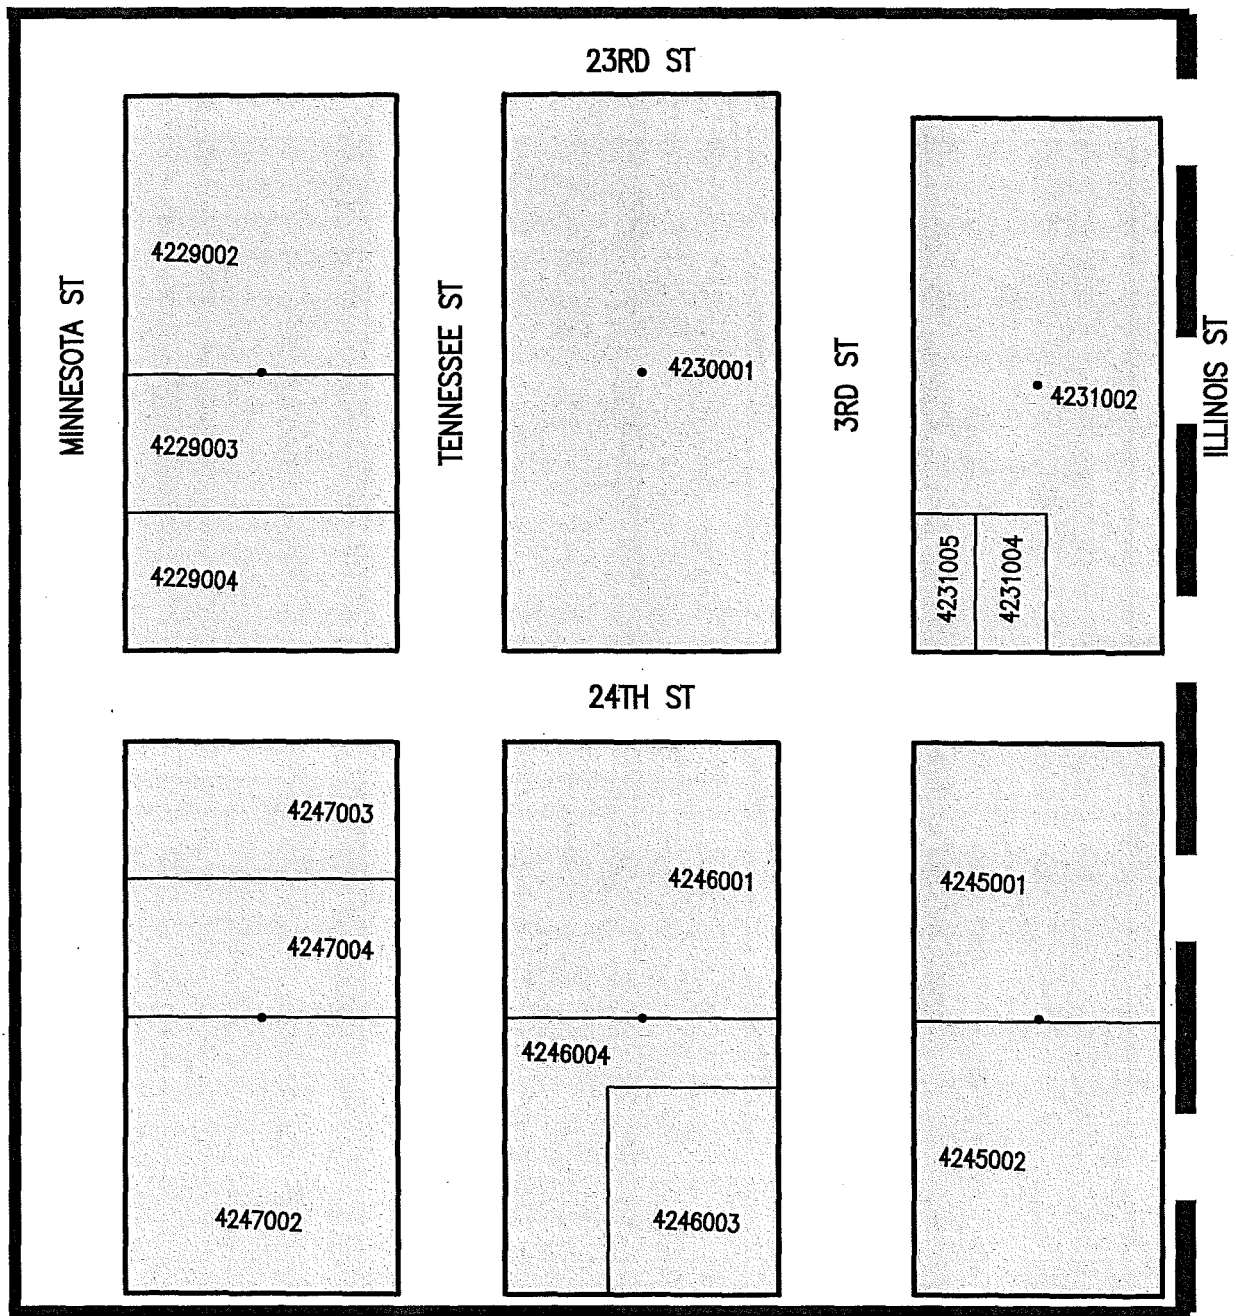 23RD ST
MINNESOTA ST
4229002
4229003
4229004
TENNESSEE ST
4230001
3RD ST
4231002
4231005
4231004
ILLINOIS ST
24TH ST
4247003
4247004
4247002
4246001
4246004
4246003
4245001
4245002